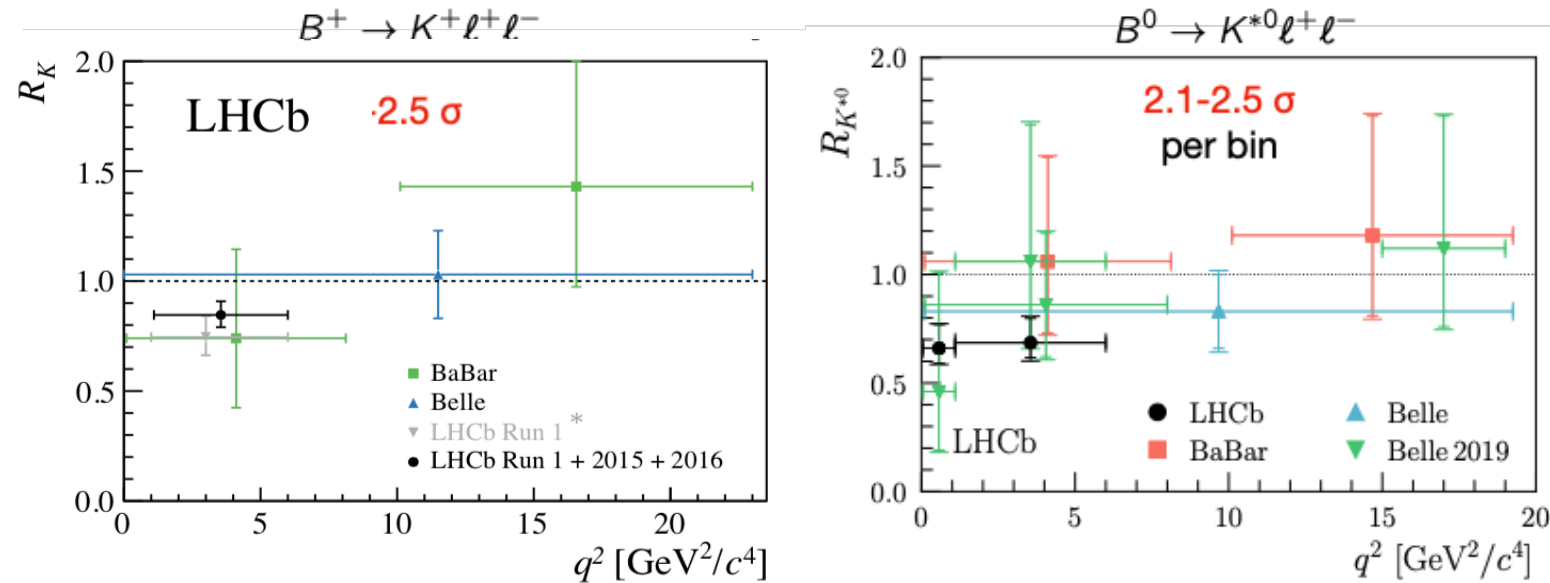 B⁺ → K⁺ℓ⁺ℓ⁻
R_K
2.0
1.5
1.0
0.5
0.0
LHCb
-2.5 σ
BaBar
Belle
LHCb Run 1 *
LHCb Run 1 + 2015 + 2016
0 5 10 15 20
q² [GeV²/c⁴]
B⁰ → K*⁰ℓ⁺ℓ⁻
R_K*⁰
2.0
1.5
1.0
0.5
0.0
2.1-2.5 σ
per bin
LHCb
LHCb
BaBar
Belle
Belle 2019
0 5 10 15 20
q² [GeV²/c⁴]